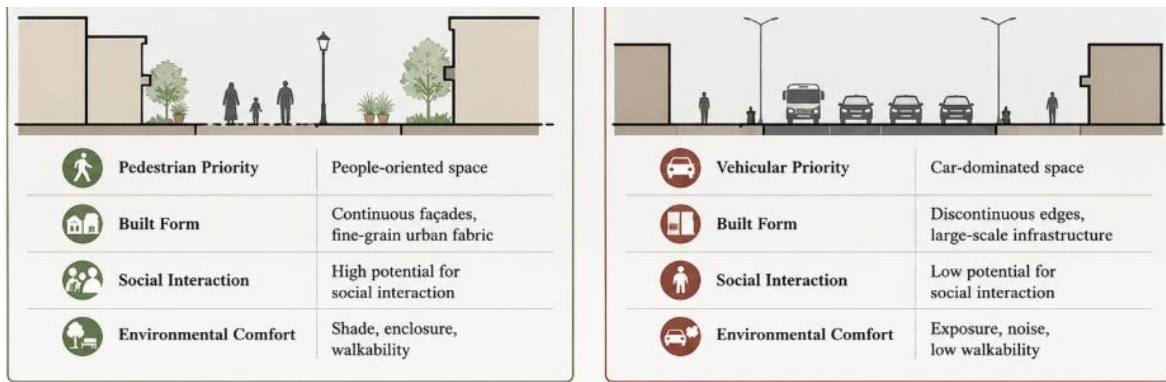 Pedestrian Priority
People-oriented space
Built Form
Continuous façades,
fine-grain urban fabric
Social Interaction
High potential for
social interaction
Environmental Comfort
Shade, enclosure,
walkability
Vehicular Priority
Car-dominated space
Built Form
Discontinuous edges,
large-scale infrastructure
Social Interaction
Low potential for
social interaction
Environmental Comfort
Exposure, noise,
low walkability